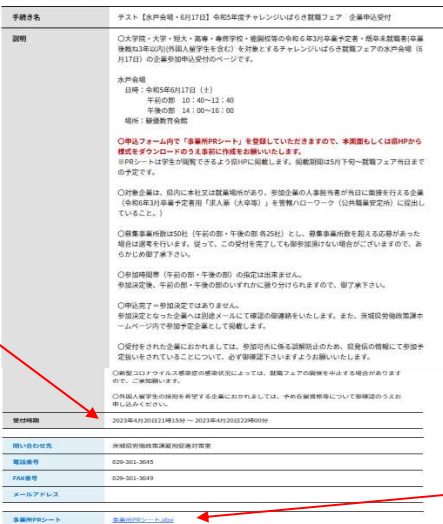 手続き名
テスト【水戸会場・6月17日】令和5年度チャレンジいばらき就職フェア　企業申込受付
説明
〇大学院・大学・短大・高専・専修学校・能開校等の令和６年3月卒業予定者・既卒未就職者(卒業
後概ね3年以内)(外国人留学生を含む）を対象とするチャレンジいばらき就職フェアの水戸会場（6
月17日）の企業参加申込受付のページです。
水戸会場
日時：令和5年6月17日（土）
午前の部　10：40～12：40
午後の部　14：00～16：00
場所：駿優教育会館
〇申込フォーム内で「事業所PRシート」を登録していただきますので、本画面もしくは県HPから
様式をダウンロードのうえ事前に作成をお願いいたします。
※PRシートは学生が閲覧できるよう県HPに掲載します。掲載期間は5月下旬～就職フェア当日まで
の予定です。
〇対象企業は、県内に本社又は就業場所があり、参加企業の人事担当者が当日に面接を行える企業
（令和6年3月卒業予定者用「求人票（大卒等）」を管轄ハローワーク（公共職業安定所）に提出し
ていること。）
〇募集事業所数は50社（午前の部・午後の部 各25社）とし、募集事業所数を超える応募があった
場合は選考を行います。従って、この受付を完了しても御参加頂けない場合がございますので、あ
らかじめ御了承下さい。
〇参加時間帯（午前の部・午後の部）の指定は出来ません。
参加決定後、午前の部・午後の部のいずれかに振り分けられますので、御了承下さい。
〇申込完了＝参加決定ではありません。
参加決定となった企業へは別途メールにて確認の御連絡をいたします。また、茨城県労働政策課ホ
ームページ内で参加予定企業として掲載します。
〇受付をされた企業におかれましては、参加可否に係る誤解防止のため、県発信の情報にて参加予
定扱いをされていることについて、必ず御確認下さいますようお願いいたします。
〇新型コロナウイルス感染症の感染状況によっては、就職フェアの開催を中止する場合があります
ので、ご承知願います。
〇外国人留学生の採用を希望する企業におかれましては、予め在留資格等について御確認のうえお
申し込みください。
受付時期
2023年4月20日21時15分 ～ 2023年4月20日22時00分
問い合わせ先
茨城県労働政策課雇用促進対策室
電話番号
029-301-3645
FAX番号
029-301-3649
メールアドレス
事業所PRシート
事業所PRシート.xlsx